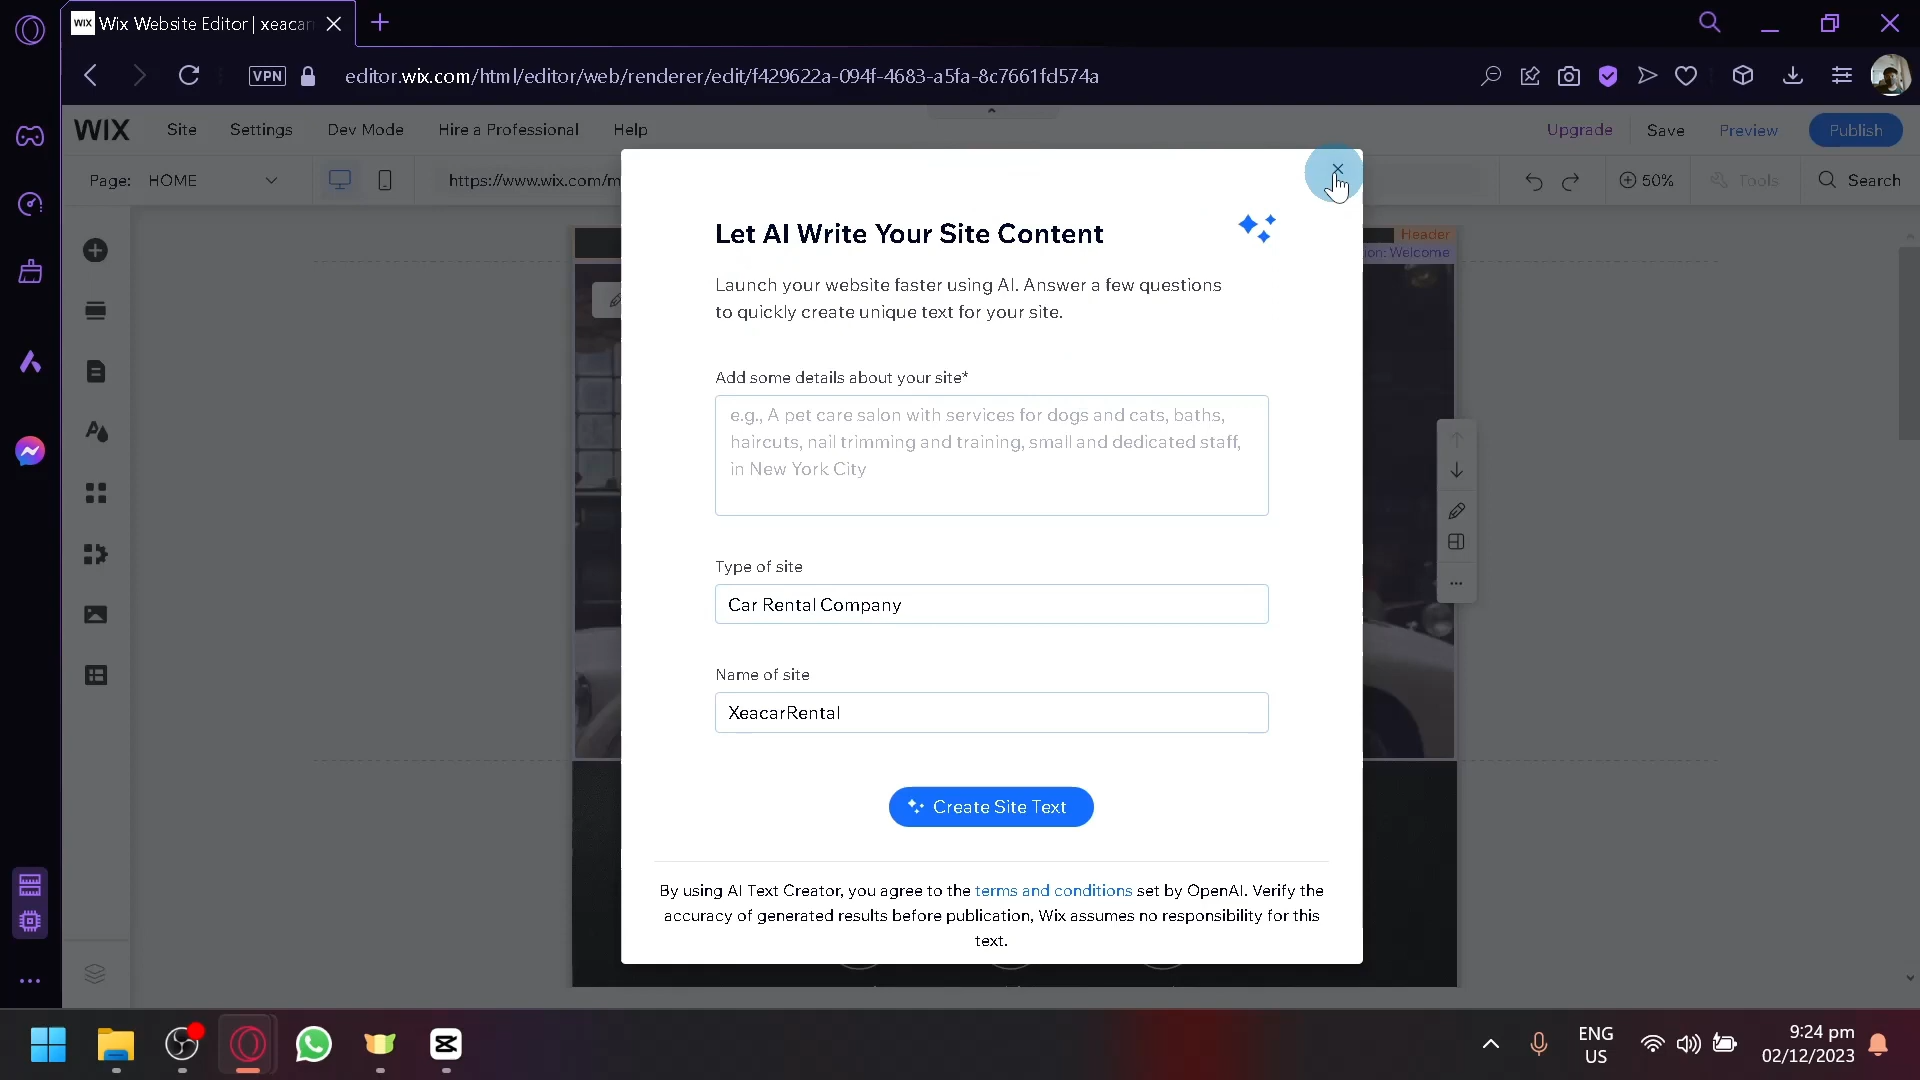 WIX Wix Website Editor | xeacar
VPN editor.wix.com/html/editor/web/renderer/edit/f429622a-094f-4683-a5fa-8c7661fd574a
WIX Site Settings Dev Mode Hire a Professional Help Upgrade Save Preview Publish
Page: HOME https://www.wix.com/m 50% Tools Search
Header
ion: Welcome
Let AI Write Your Site Content
Launch your website faster using AI. Answer a few questions
to quickly create unique text for your site.
Add some details about your site*
e.g., A pet care salon with services for dogs and cats, baths,
haircuts, nail trimming and training, small and dedicated staff,
in New York City
Type of site
Car Rental Company
Name of site
XeacarRental
Create Site Text
By using AI Text Creator, you agree to the terms and conditions set by OpenAI. Verify the
accuracy of generated results before publication, Wix assumes no responsibility for this
text.
ENG
US
9:24 pm
02/12/2023